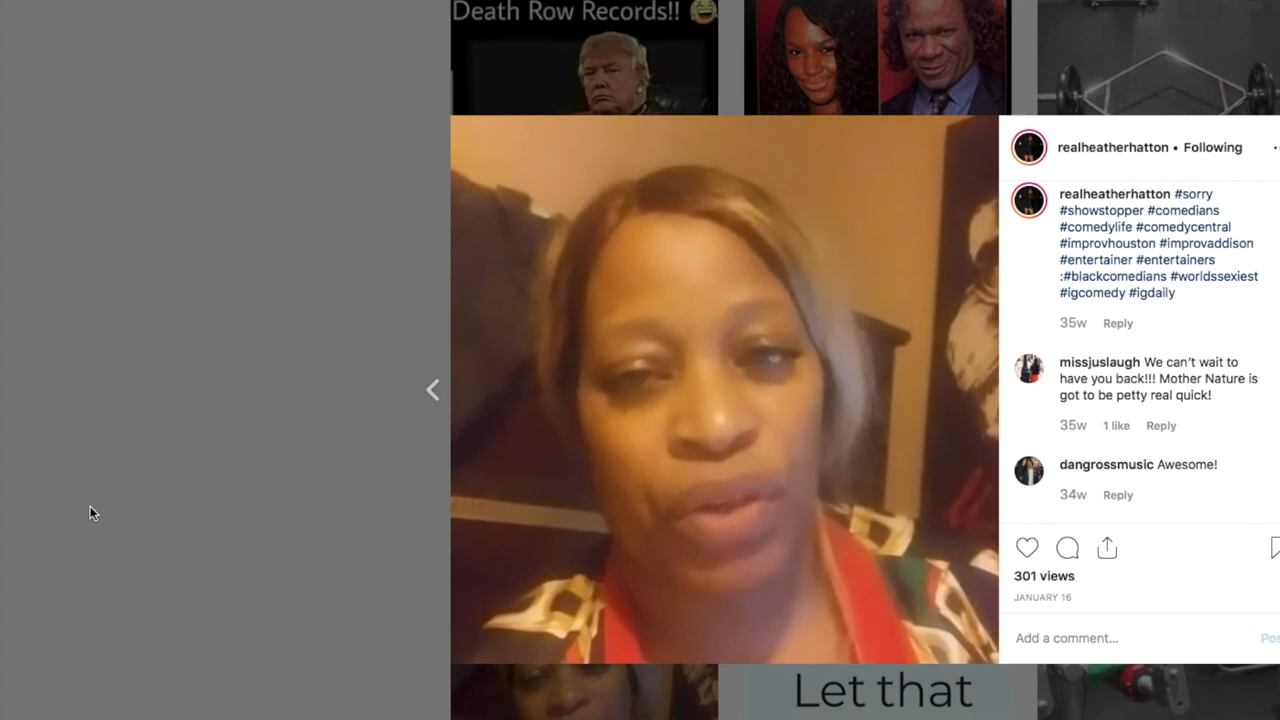 Death Row Records!!
realheatherhatton • Following
realheatherhatton #sorry
#showstopper #comedians
#comedylife #comedycentral
#improvhouston #improvaddison
#entertainer #entertainers
:#blackcomedians #worldssexiest
#igcomedy #igdaily
35w Reply
missjuslaugh We can't wait to
have you back!!! Mother Nature is
got to be petty real quick!
35w 1 like Reply
dangrossmusic Awesome!
34w Reply
301 views
JANUARY 16
Add a comment...
Pos
Let that